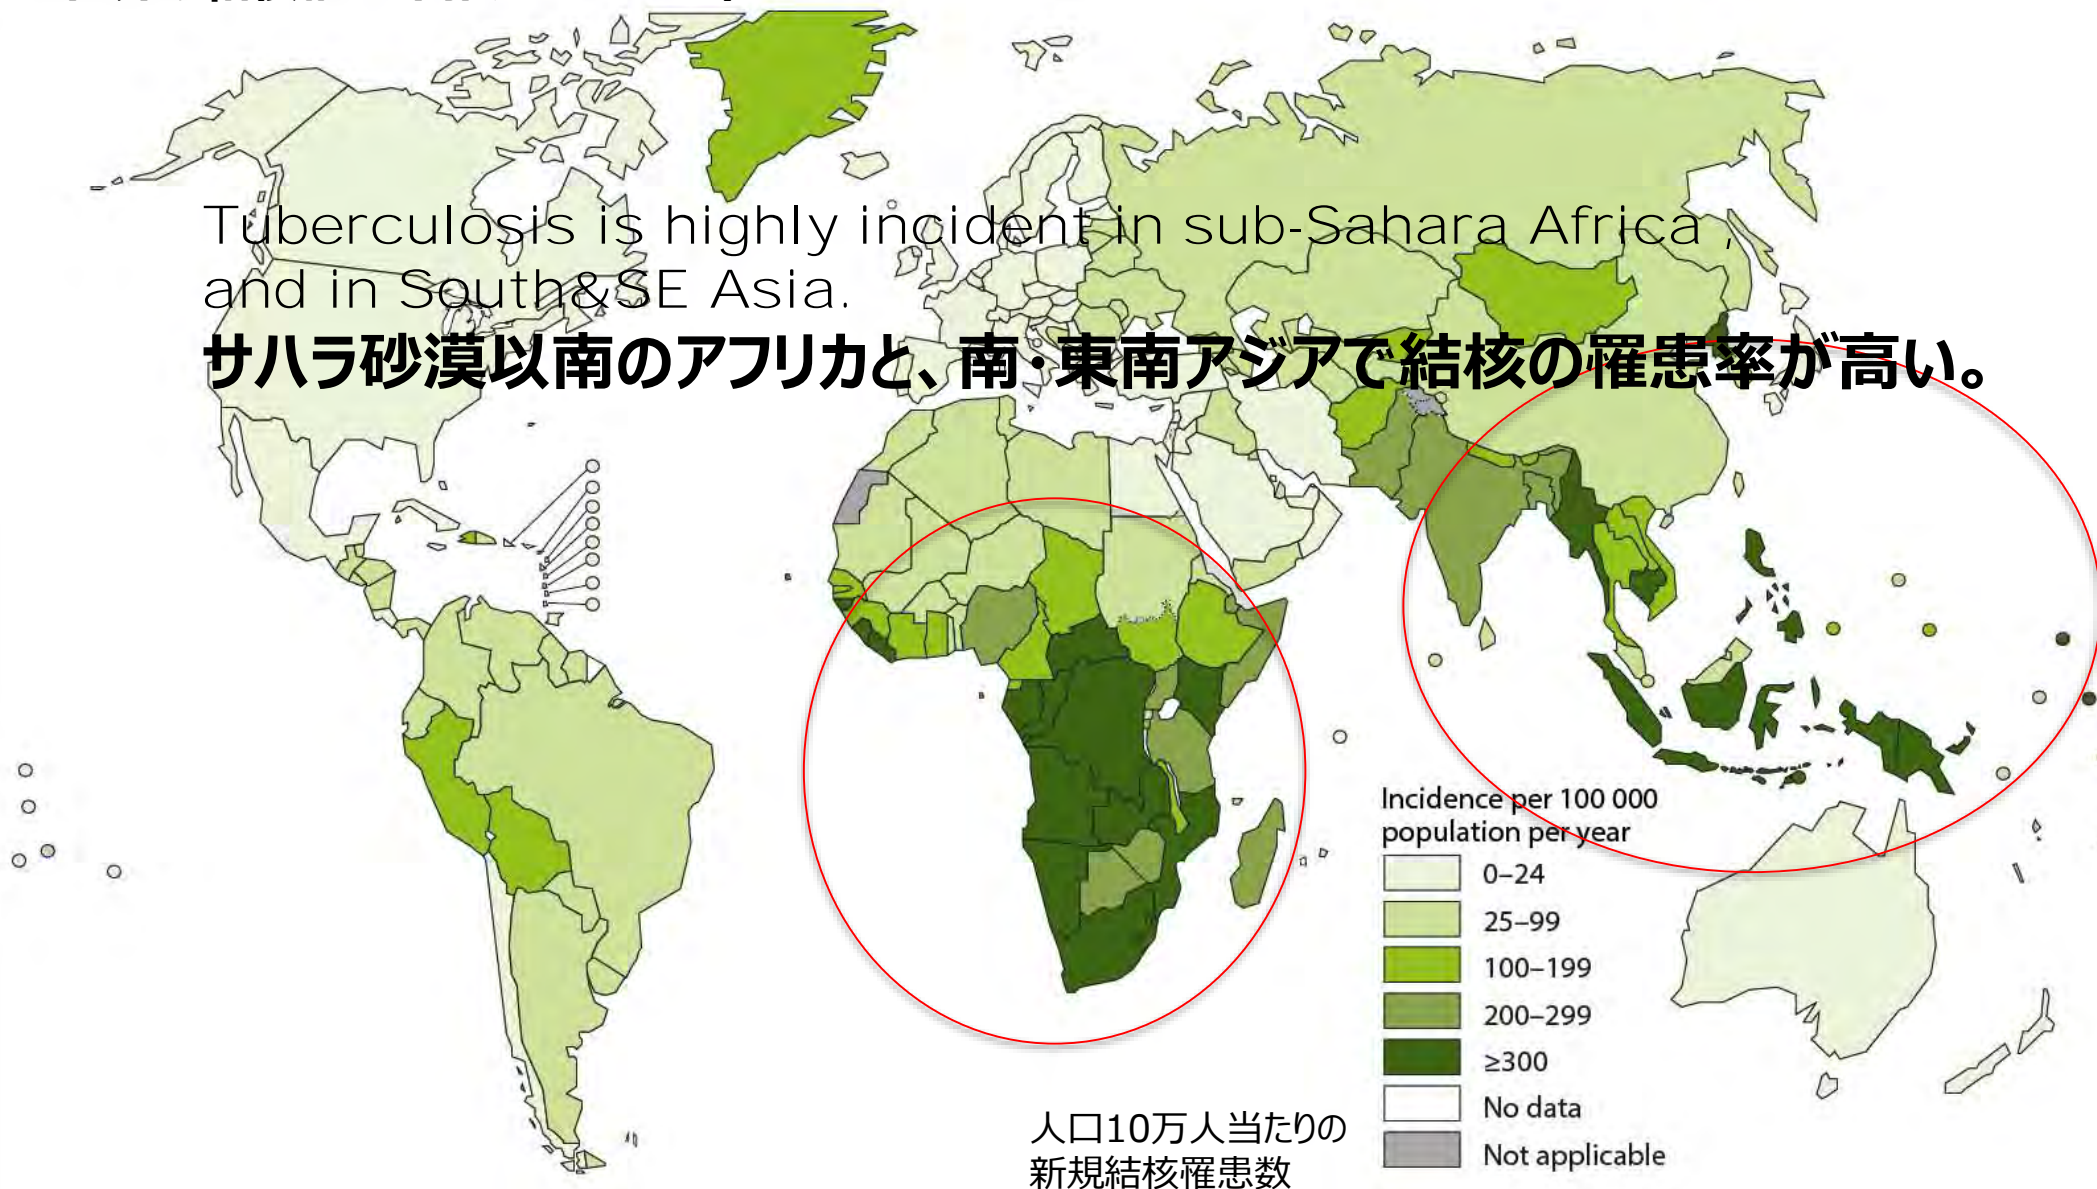 Tuberculosis is highly incident in sub-Sahara Africa ,
and in South&SE Asia.
サハラ砂漠以南のアフリカと、南・東南アジアで結核の罹患率が高い。
Incidence per 100 000
population per year
0–24
25–99
100–199
200–299
≥300
No data
Not applicable
人口10万人当たりの
新規結核罹患数